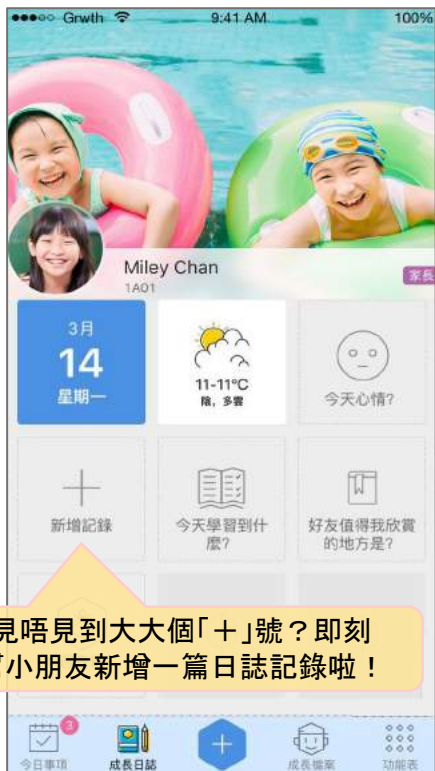 Grwth
9:41 AM
100%
Miley Chan
1A01
家長
3月
14
星期一
11-11°C
陰, 多雲
今天心情?
新增記錄
今天學習到什
麼?
好友值得我欣賞
的地方是?
見唔見到大大個「＋」號？即刻
小朋友新增一篇日誌記錄啦！
3
今日事項
成長日誌
成長檔案
功能表